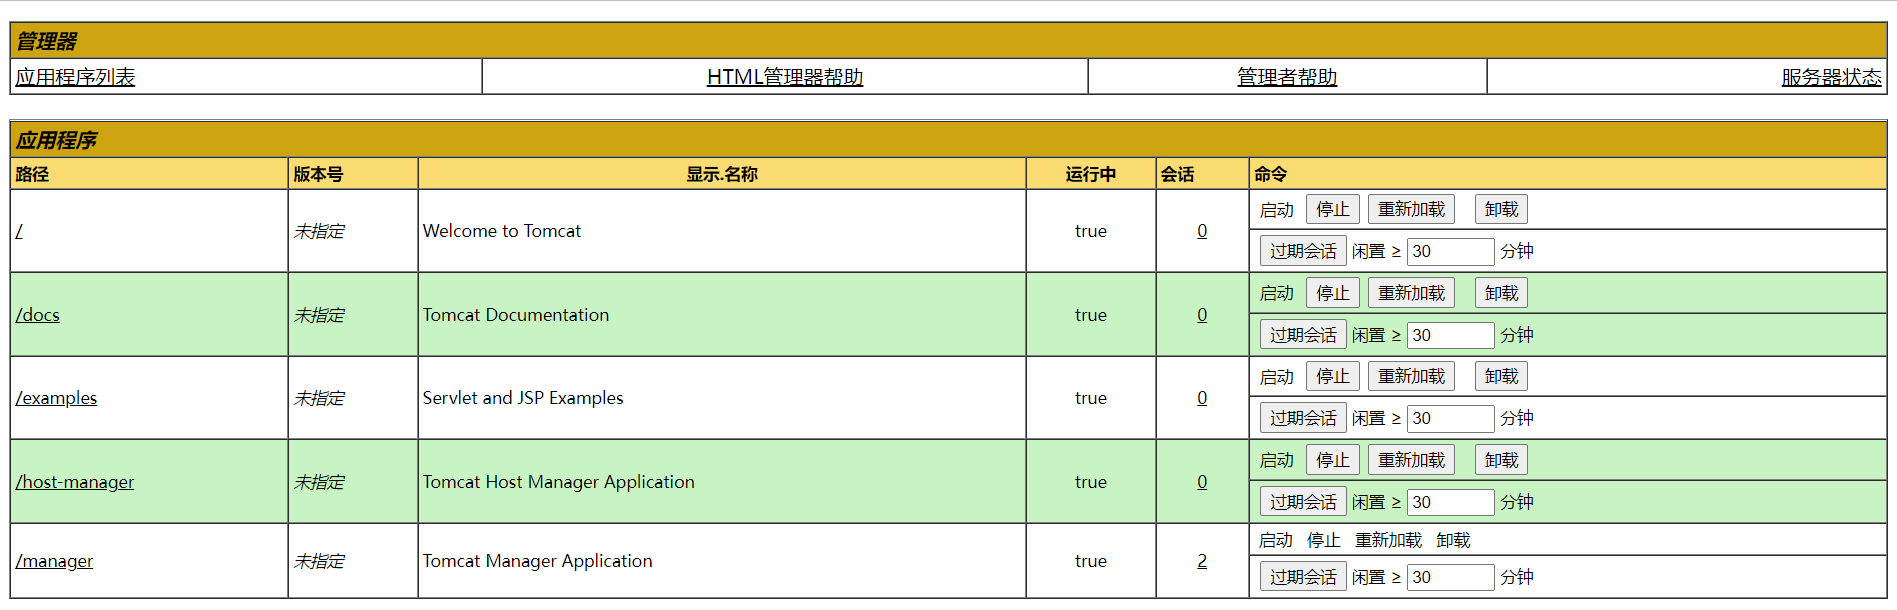 管理器
应用程序列表 HTML管理器帮助 管理者帮助 服务器状态
应用程序
路径 版本号 显示.名称 运行中 会话 命令
/ 未指定 Welcome to Tomcat true 0 启动 停止 重新加载 卸载
过期会话 闲置 ≥ 30 分钟
/docs 未指定 Tomcat Documentation true 0 启动 停止 重新加载 卸载
过期会话 闲置 ≥ 30 分钟
/examples 未指定 Servlet and JSP Examples true 0 启动 停止 重新加载 卸载
过期会话 闲置 ≥ 30 分钟
/host-manager 未指定 Tomcat Host Manager Application true 0 启动 停止 重新加载 卸载
过期会话 闲置 ≥ 30 分钟
/manager 未指定 Tomcat Manager Application true 2 启动 停止 重新加载 卸载
过期会话 闲置 ≥ 30 分钟